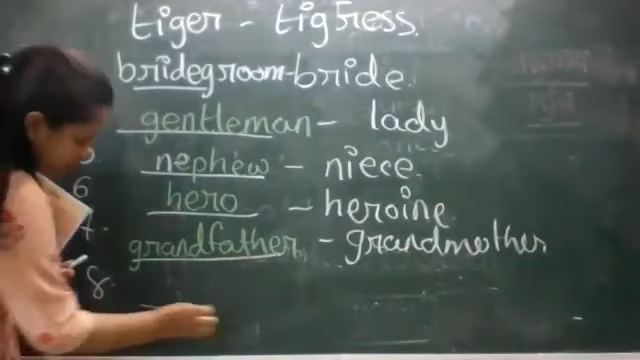 tiger - tigress.
bridegroom - bride.
gentleman - lady
5. nephew - niece.
6 hero - heroine
7. grandfather, - grandmother
8.